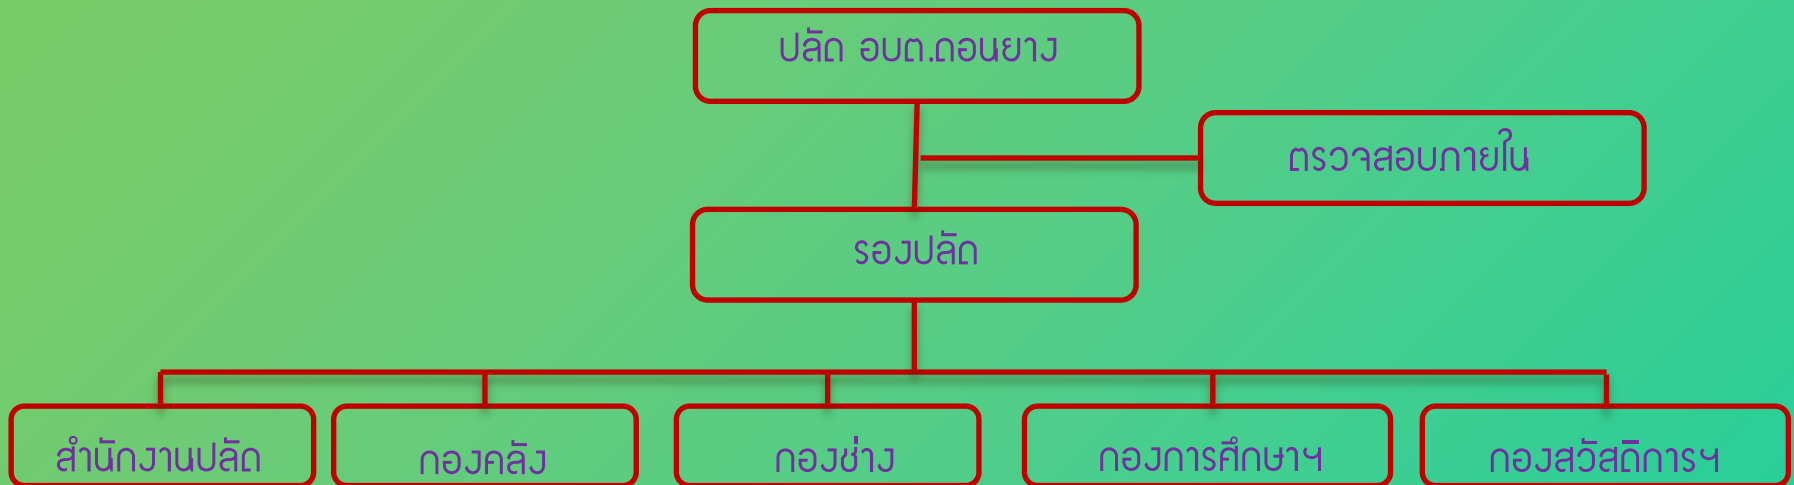 ปลัด อบต.ดอนยาง
ตรวจสอบภายใน
รองปลัด
สำนักงานปลัด
กองคลัง
กองช่าง
กองการศึกษาฯ
กองสวัสดิการฯ